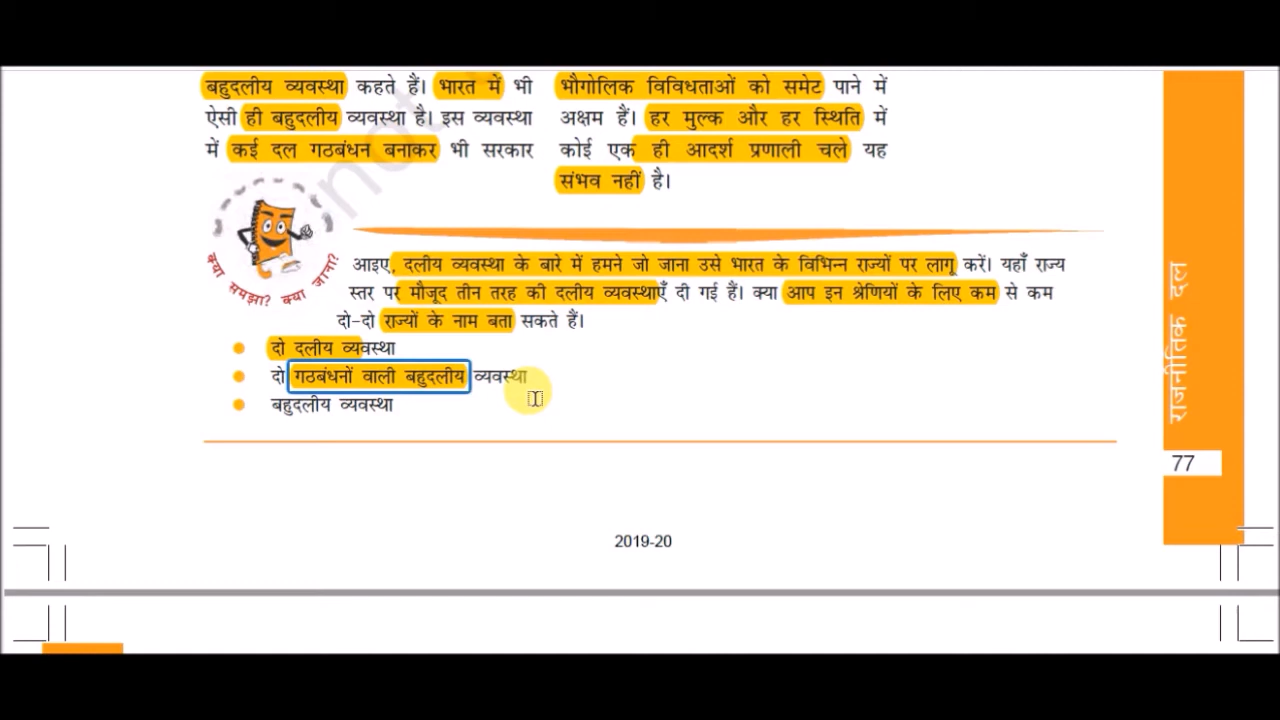 बहुदलीय व्यवस्था कहते हैं। भारत में भी
ऐसी ही बहुदलीय व्यवस्था है। इस व्यवस्था
में कई दल गठबंधन बनाकर भी सरकार
भौगोलिक विविधताओं को समेट पाने में
अक्षम हैं। हर मुल्क और हर स्थिति में
कोई एक ही आदर्श प्रणाली चले यह
संभव नहीं है।
not
क्या समझा? क्या जाना?
आइए, दलीय व्यवस्था के बारे में हमने जो जाना उसे भारत के विभिन्न राज्यों पर लागू करें। यहाँ राज्य
स्तर पर मौजूद तीन तरह की दलीय व्यवस्थाएँ दी गई हैं। क्या आप इन श्रेणियों के लिए कम से कम
दो-दो राज्यों के नाम बता सकते हैं।
दो दलीय व्यवस्था
दो गठबंधनों वाली बहुदलीय व्यवस्था
बहुदलीय व्यवस्था
राजनीतिक दल
77
2019-20